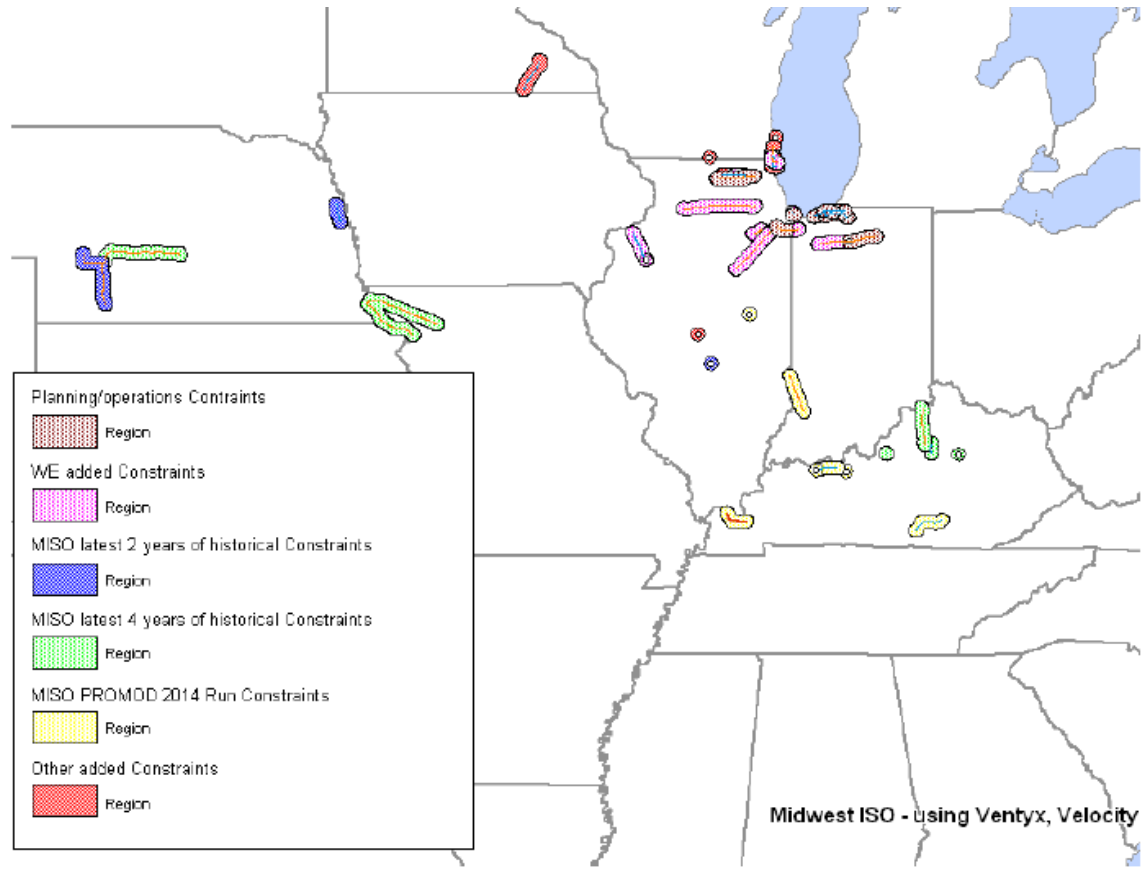 Planning/operations Contraints
Region
WE added Constraints
Region
MISO latest 2 years of historical Constraints
Region
MISO latest 4 years of historical Constraints
Region
MISO PROMOD 2014 Run Constraints
Region
Other added Constraints
Region
Midwest ISO - using Ventyx, Velocity